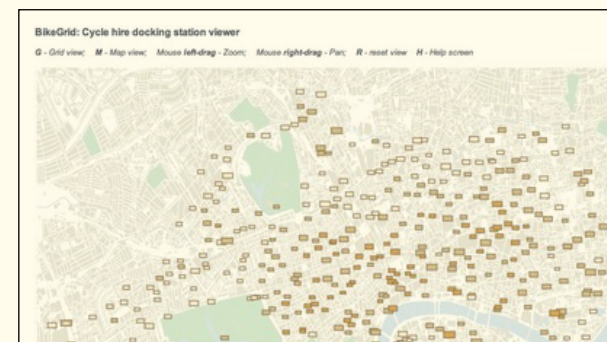 BikeGrid: Cycle hire docking station viewer
G - Grid view; M - Map view; Mouse left-drag - Zoom; Mouse right-drag - Pan; R - reset view H - Help screen